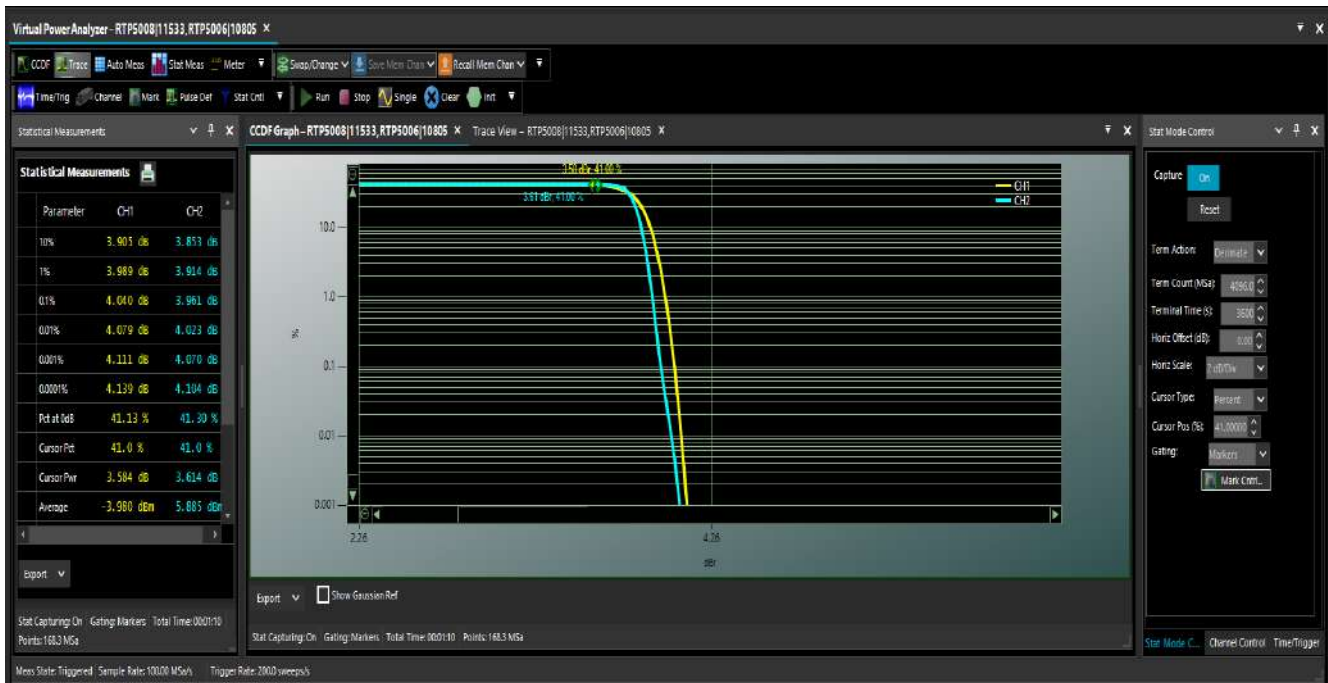 Virtual Power Analyzer - RTP5008|11533,RTP5006|10805 ×
CCDF Trace Auto Meas Stat Meas Meter Swap/Change Save Mem Chan Recall Mem Chan
Time/Trig Channel Mark Pulse Def Stat Cntl Run Stop Single Clear Init
Statistical Measurements
CCDF Graph - RTP5008|11533,RTP5006|10805 × Trace View - RTP5008|11533,RTP5006|10805 ×
Stat Mode Control
Statistical Measurements
Parameter CH1 CH2
10% 3.905 dB 3.853 dB
1% 3.989 dB 3.914 dB
0.1% 4.040 dB 3.961 dB
0.01% 4.079 dB 4.023 dB
0.001% 4.111 dB 4.070 dB
0.0001% 4.139 dB 4.104 dB
Pct at 0dB 41.13 % 41.30 %
Cursor Pct 41.0 % 41.0 %
Cursor Pwr 3.584 dB 3.614 dB
Average -3.980 dBm 5.885 dBm
Export
Stat Capturing: On Gating: Markers Total Time: 00:01:10
Points: 168.3 MSa
3.58 dBr, 41.00 %
3.61 dBr, 41.00 %
CH1
CH2
10.0
1.0
%
0.1
0.01
0.001
2.26 4.26
dBr
Export Show Gaussian Ref
Stat Capturing: On Gating: Markers Total Time: 00:01:10 Points: 168.3 MSa
Capture On
Reset
Term Action: Decimate
Term Count (MSa): 4096.0
Terminal Time (s): 3600
Horiz Offset (dB): 0.00
Horiz Scale: dB/Div
Cursor Type: Percent
Cursor Pos (%): 41.00000
Gating: Markers
Mark Cntrl...
Stat Mode C... Channel Control Time/Trigger
Meas State: Triggered Sample Rate: 100.00 MSa/s Trigger Rate: 200.0 sweeps/s